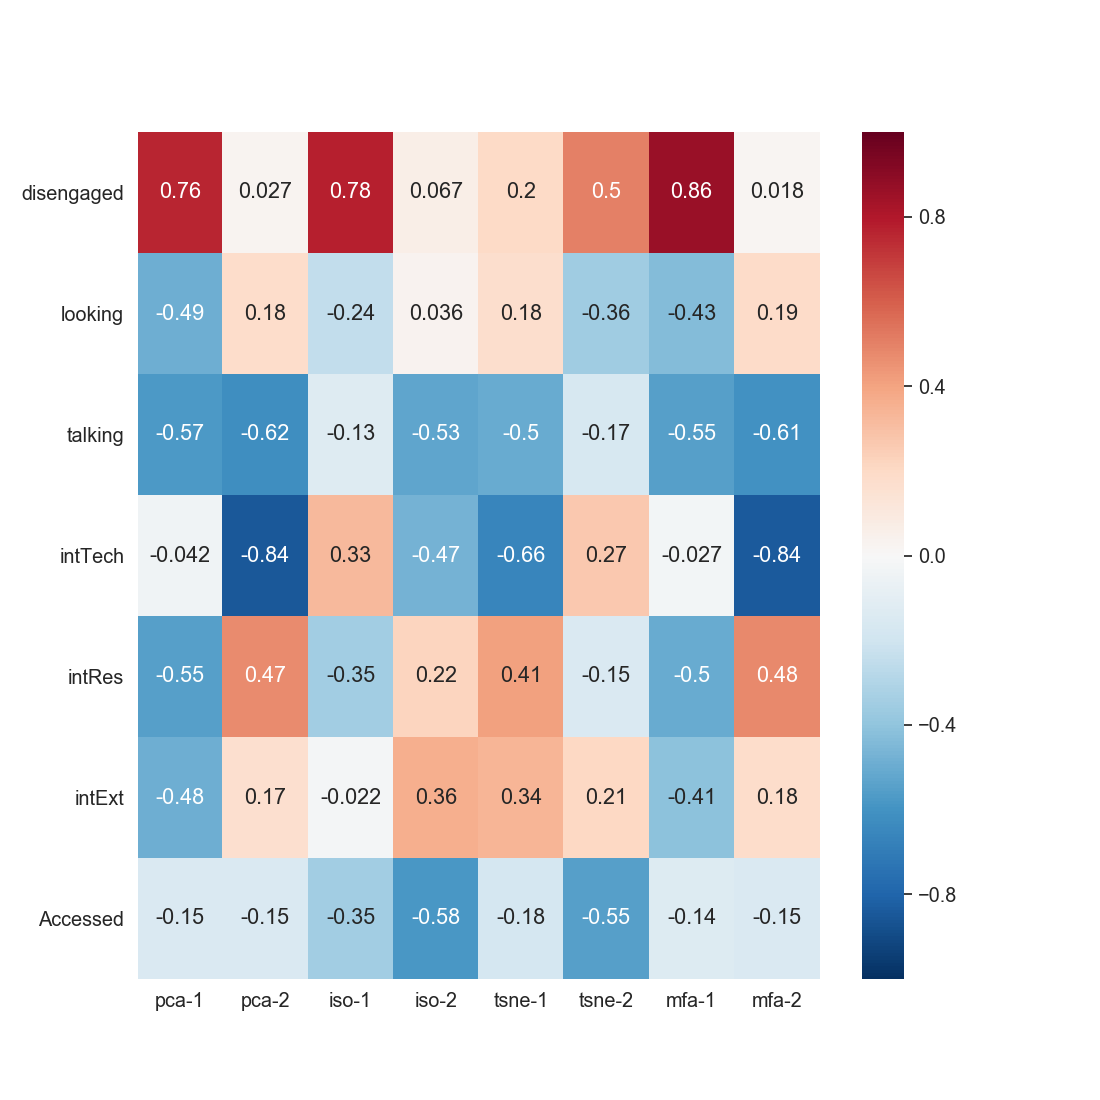 disengaged 0.76 0.027 0.78 0.067 0.2 0.5 0.86 0.018
looking -0.49 0.18 -0.24 0.036 0.18 -0.36 -0.43 0.19
talking -0.57 -0.62 -0.13 -0.53 -0.5 -0.17 -0.55 -0.61
intTech -0.042 -0.84 0.33 -0.47 -0.66 0.27 -0.027 -0.84
intRes -0.55 0.47 -0.35 0.22 0.41 -0.15 -0.5 0.48
intExt -0.48 0.17 -0.022 0.36 0.34 0.21 -0.41 0.18
Accessed -0.15 -0.15 -0.35 -0.58 -0.18 -0.55 -0.14 -0.15
pca-1 pca-2 iso-1 iso-2 tsne-1 tsne-2 mfa-1 mfa-2
0.8
0.4
0.0
−0.4
−0.8